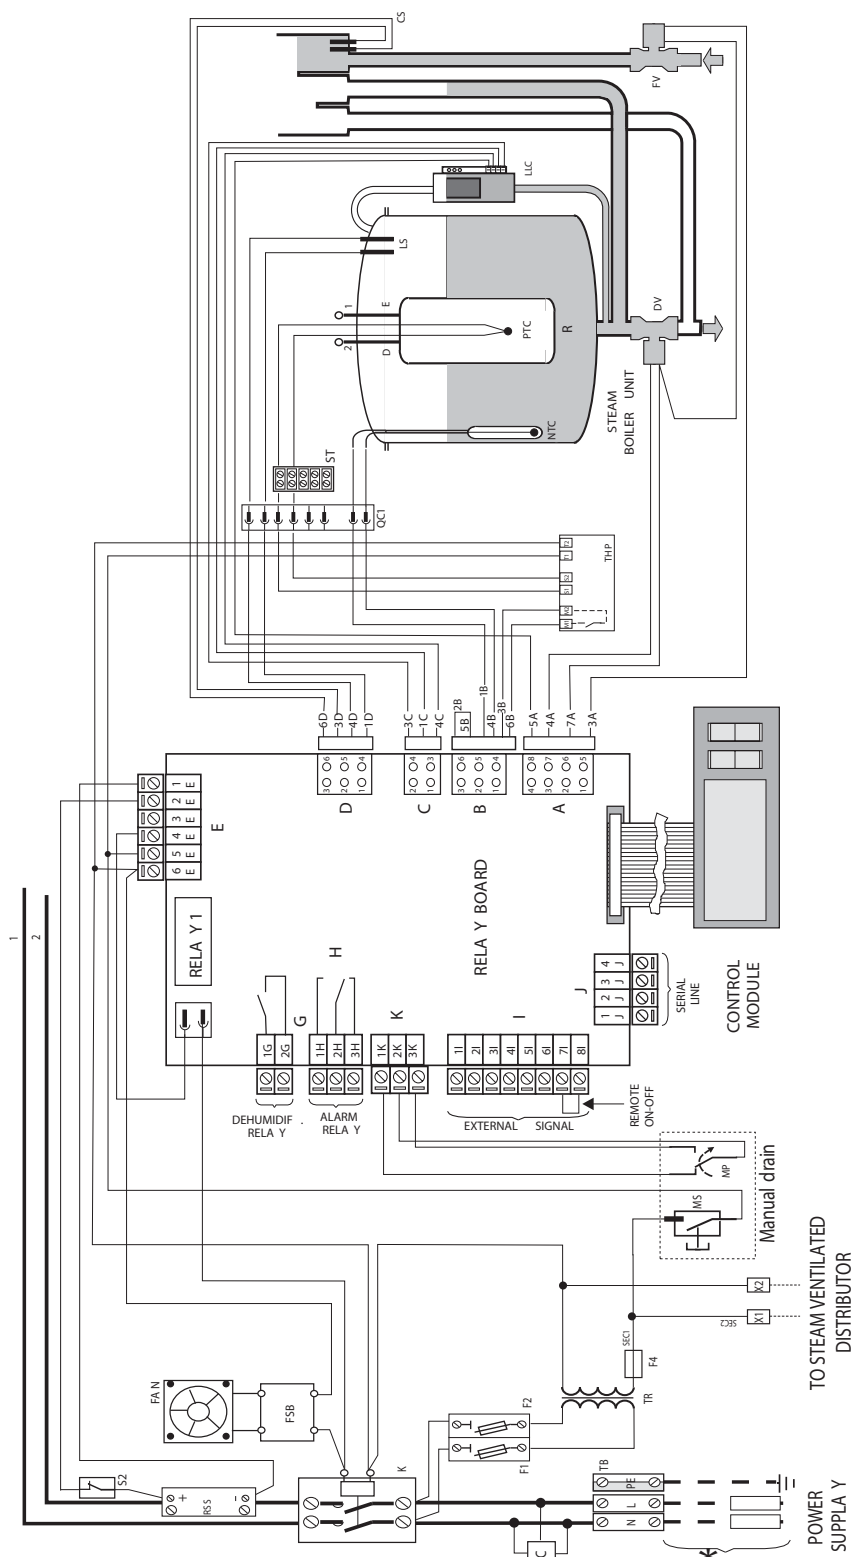 CS
FV
LLC
LS
1
2
E
D
PTC
R
DV
STEAM
BOILER UNIT
NTC
ST
QC1
T2
T1
S2
S1
THP
6D
3D
4D
1D
3C
1C
4C
2B
5B
1B
4B
3B
6B
5A
4A
7A
3A
3 6
2 5
1 4
2 4
1 3
3 6
2 5
1 4
4 8
3 7
2 6
1 5
D
C
B
A
1 E
2 E
3 E
4 E
5 E
6 E
E
1
2
RELA Y 1
RELA Y BOARD
CONTROL
MODULE
1G
2G
G
1H
2H
3H
H
1K
2K
3K
K
1I
2I
3I
4I
5I
6I
7I
8I
I
1 J
2 J
3 J
4 J
J
SERIAL
LINE
DEHUMIDIF .
RELA Y
ALARM
RELA Y
EXTERNAL SIGNAL
REMOTE
ON-OFF
MP
MS
Manual drain
X2
X1
TO STEAM VENTILATED
DISTRIBUTOR
SEC1
SEC2
F4
TR
FA N
FSB
F2
F1
S2
RSS
+
-
K
TB
PE
L
N
C
*
POWER
SUPPLA Y